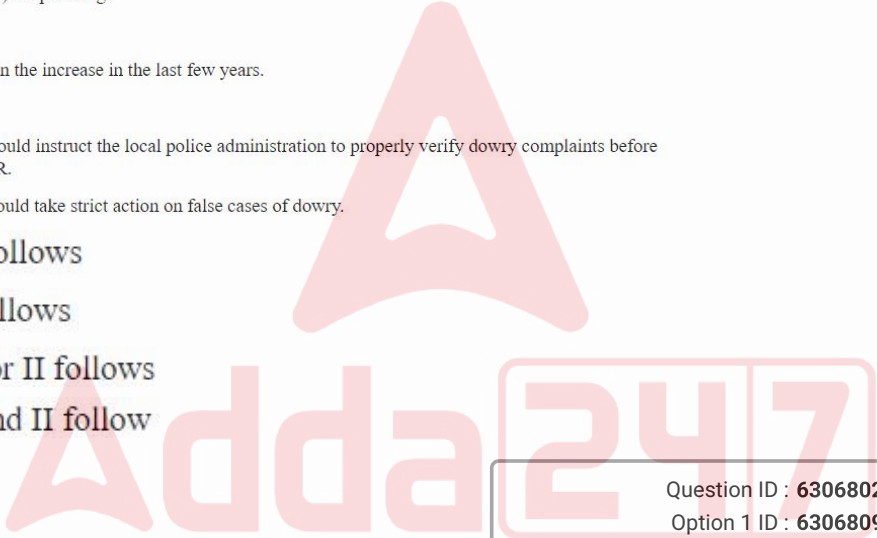 n the increase in the last few years.
ould instruct the local police administration to properly verify dowry complaints before
R.
ould take strict action on false cases of dowry.
ollows
llows
r II follows
nd II follow
Adda247
Question ID : 6306802
Option 1 ID : 6306809